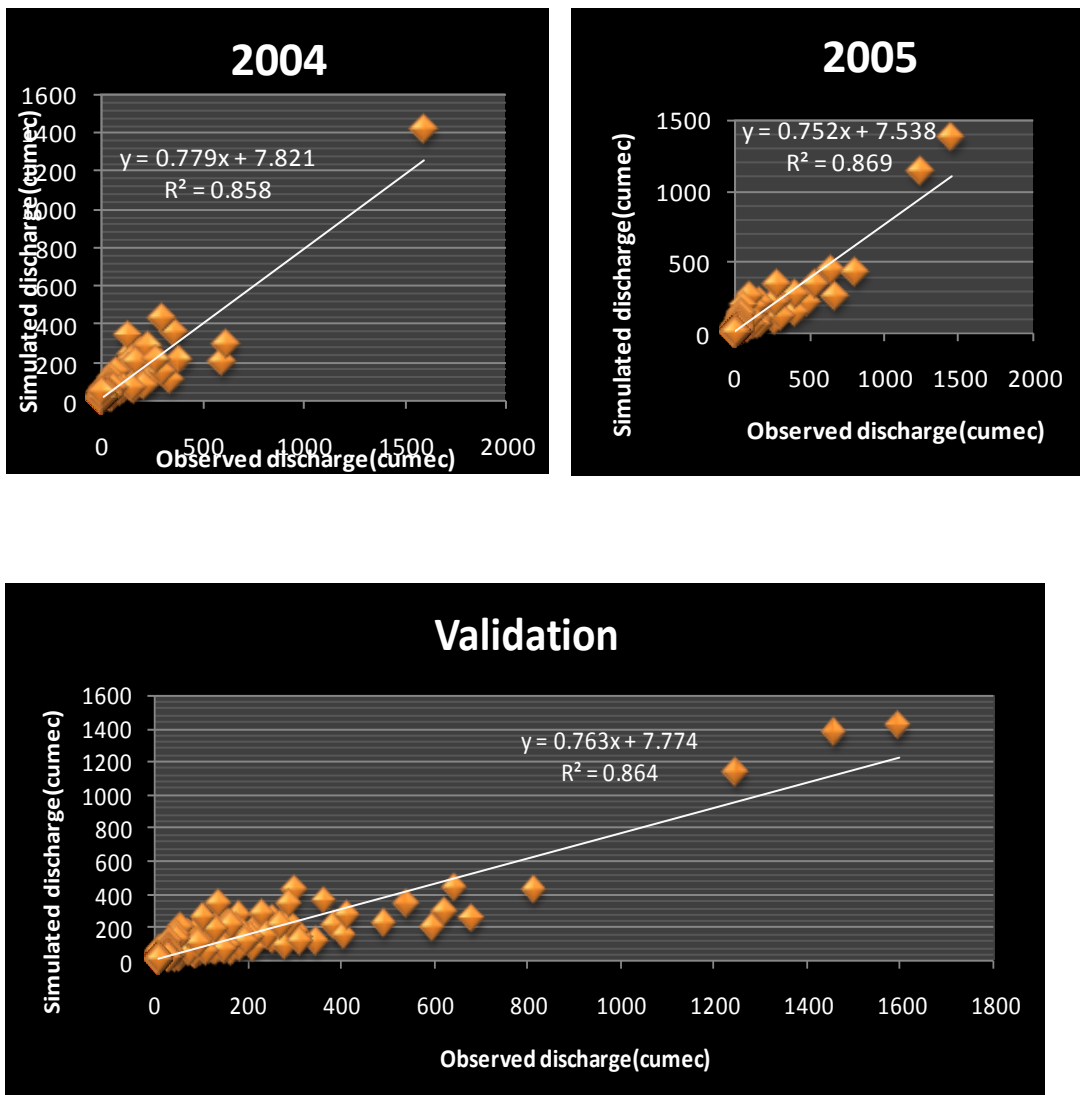 2004
Simulated discharge(cumec)
1600
1400
1200
1000
800
600
400
200
0
y = 0.779x + 7.821
R² = 0.858
0 500 1000 1500 2000
Observed discharge(cumec)
2005
Simulated discharge(cumec)
1500
1000
500
0
y = 0.752x + 7.538
R² = 0.869
0 500 1000 1500 2000
Observed discharge(cumec)
Validation
Simulated discharge(cumec)
1600
1400
1200
1000
800
600
400
200
0
y = 0.763x + 7.774
R² = 0.864
0 200 400 600 800 1000 1200 1400 1600 1800
Observed discharge(cumec)